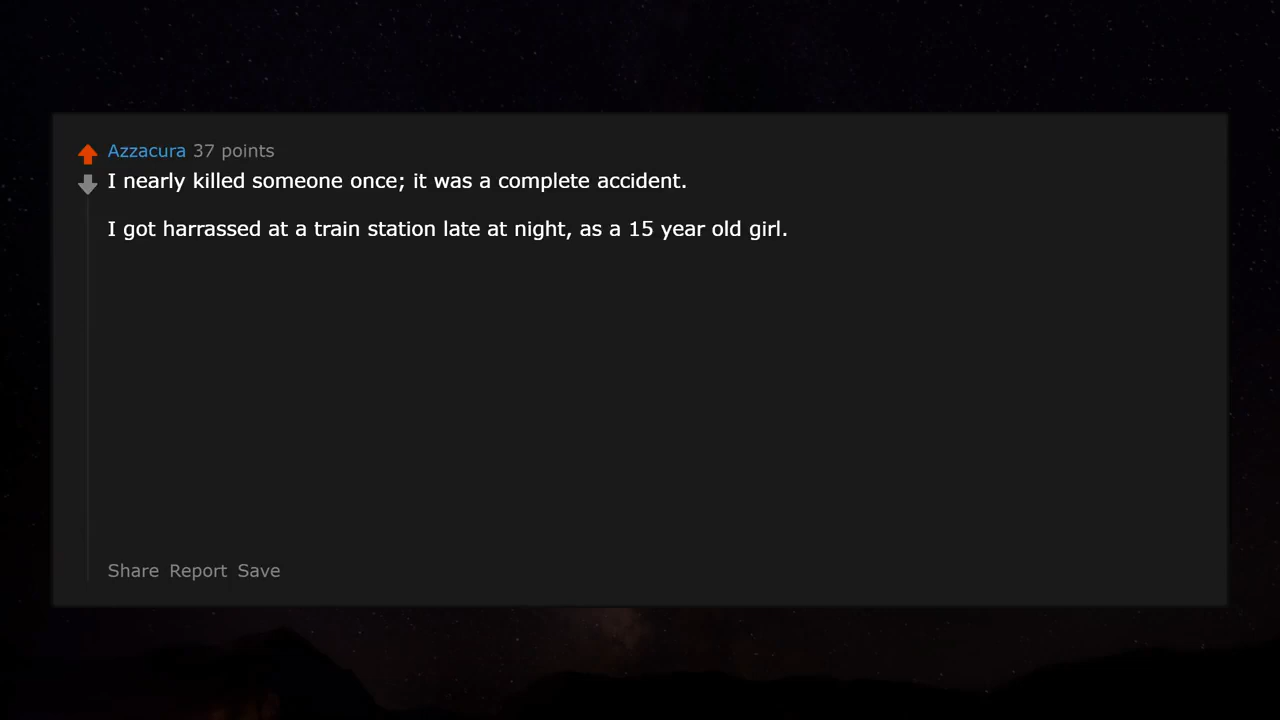 Azzacura 37 points
I nearly killed someone once; it was a complete accident.
I got harrassed at a train station late at night, as a 15 year old girl.
Share Report Save